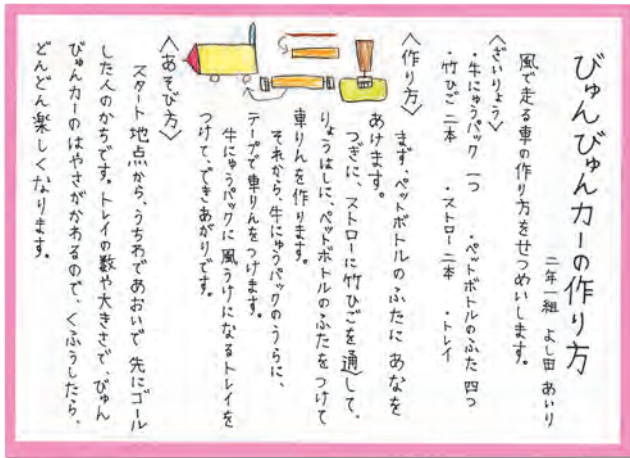 びゅんびゅんカーの作り方
二年一組 よし田 あいり
風で走る車の作り方をせつめいします。
〈ざいりょう〉
・牛にゅうパック 一つ ・ペットボトルのふた 四つ
・竹ひご 二本 ・ストロー 二本 ・トレイ
〈作り方〉
まず、ペットボトルのふたに あなを
あけます。
つぎに、ストローに竹ひごを通して、
りょうはしに、ペットボトルのふたをつけて
車りんを作ります。
それから、牛にゅうパックのうらに、
テープで車りんをつけます。
牛にゅうパックに風うけになるトレイを
つけて、できあがりです。
〈あそび方〉
スタート地点から、うちわであおいで 先にゴール
した人のかちです。トレイの数や大きさで、びゅん
びゅんカーのはやさがかわるので、くふうしたら、
どんどん楽しくなります。